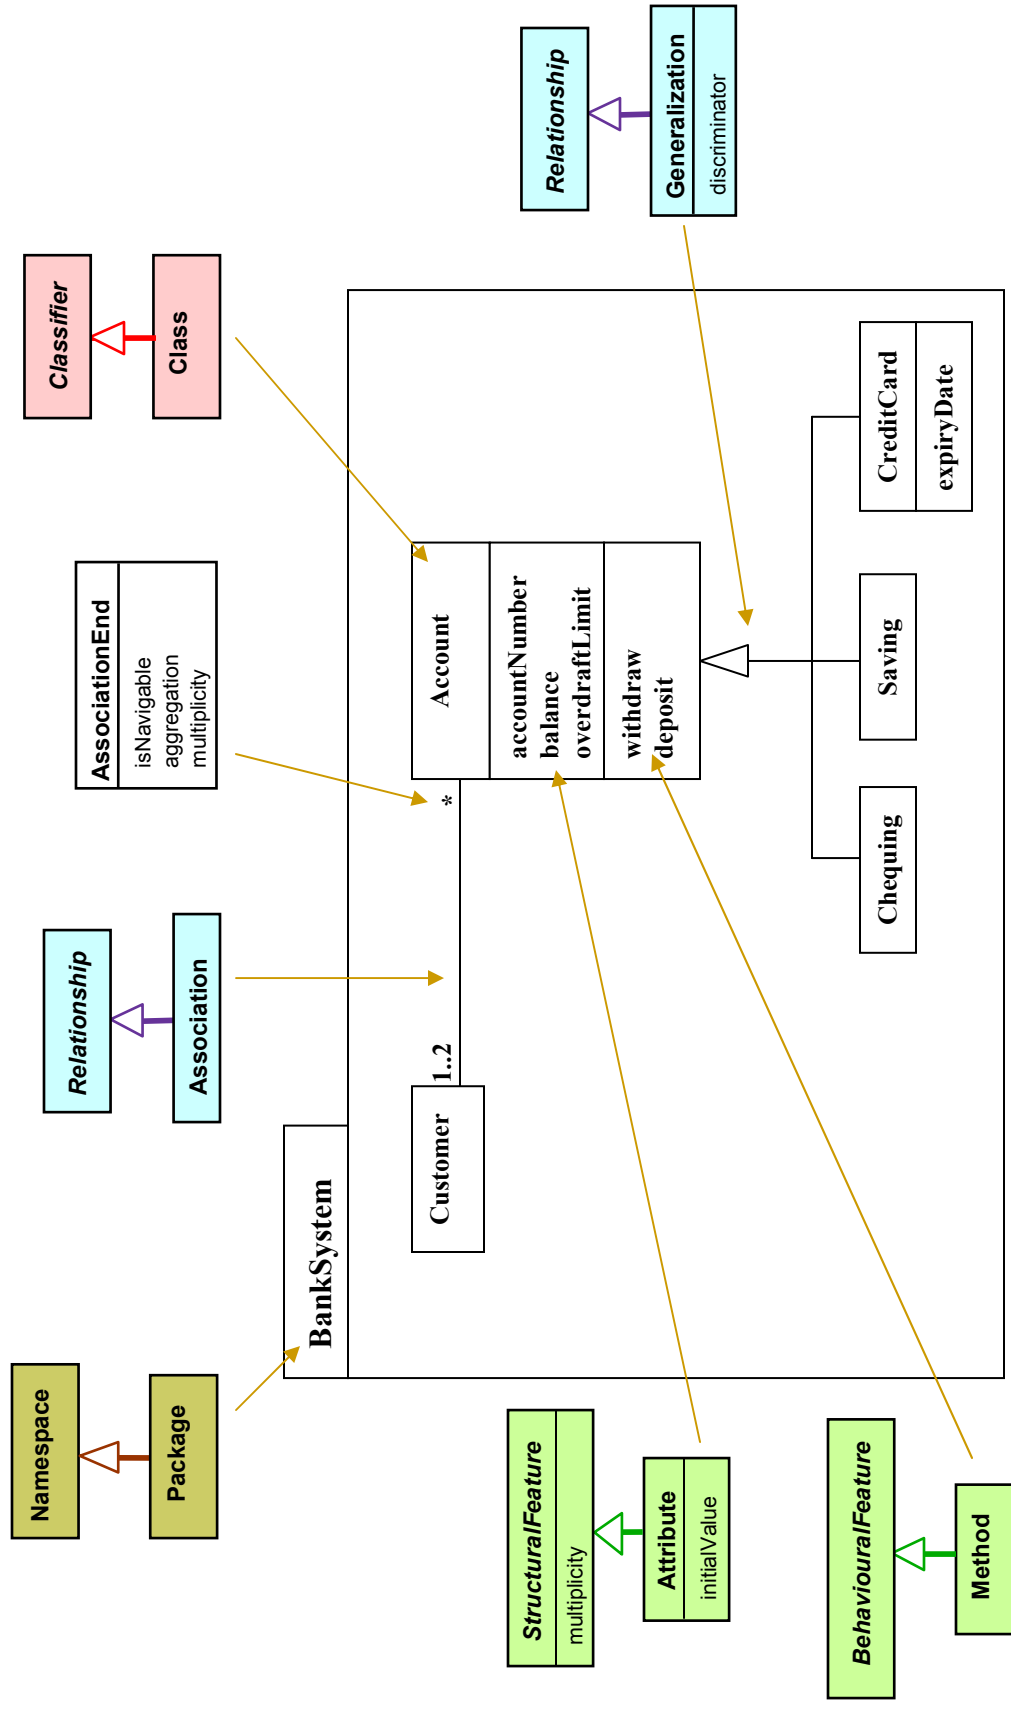 Namespace
Package
Relationship
Association
AssociationEnd
isNavigable
aggregation
multiplicity
Classifier
Class
BankSystem
Customer
1..2
*
Account
accountNumber
balance
overdraftLimit
withdraw
deposit
Chequing
Saving
CreditCard
expiryDate
StructuralFeature
multiplicity
Attribute
initialValue
BehaviouralFeature
Method
Relationship
Generalization
discriminator